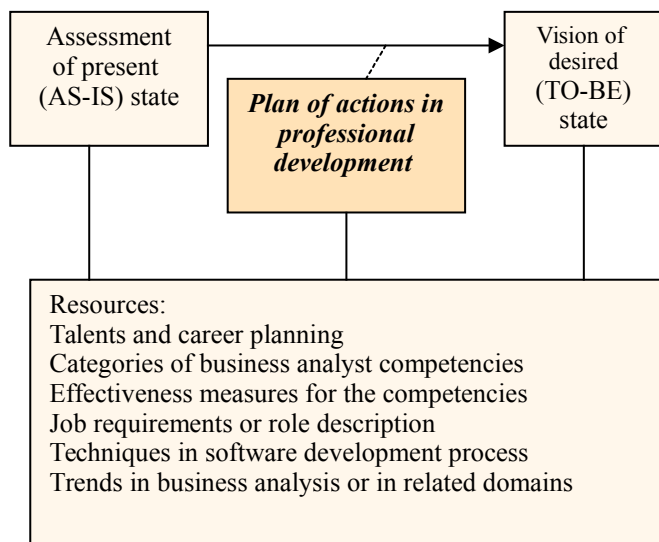 Assessment
of present
(AS-IS) state
Vision of
desired
(TO-BE)
state
Plan of actions in
professional
development
Resources:
Talents and career planning
Categories of business analyst competencies
Effectiveness measures for the competencies
Job requirements or role description
Techniques in software development process
Trends in business analysis or in related domains